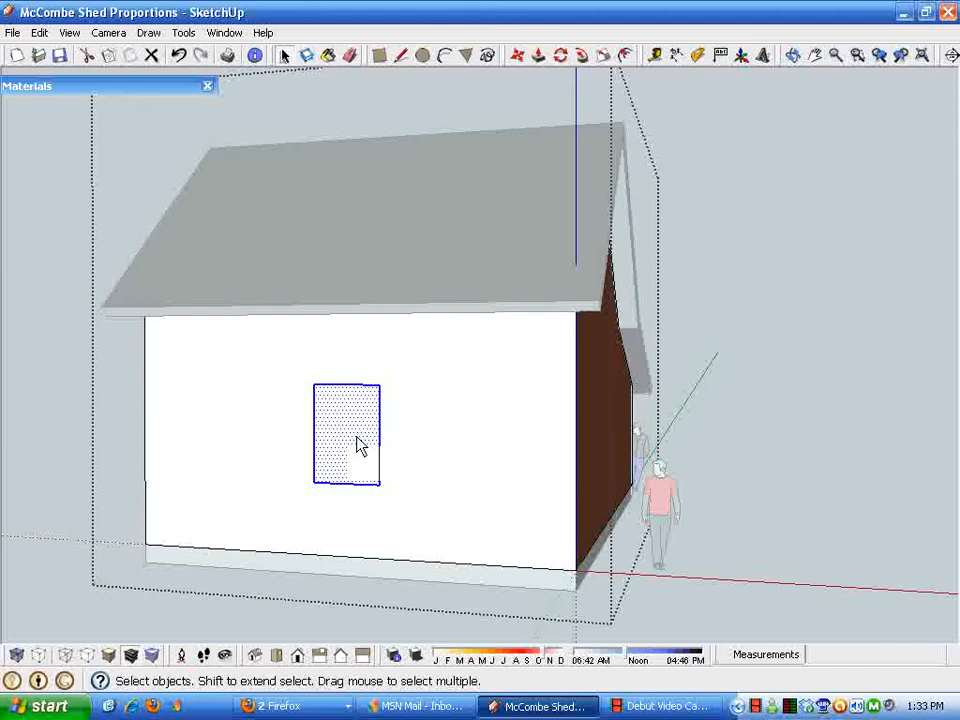 McCombe Shed Proportions - SketchUp
File Edit View Camera Draw Tools Window Help
Materials
J F M A M J J A S O N D 06:42 AM Noon 04:46 PM Measurements
Select objects. Shift to extend select. Drag mouse to select multiple.
start 2 Firefox MSN Mail - Inbo... McCombe Shed... Debut Video Ca... 1:33 PM